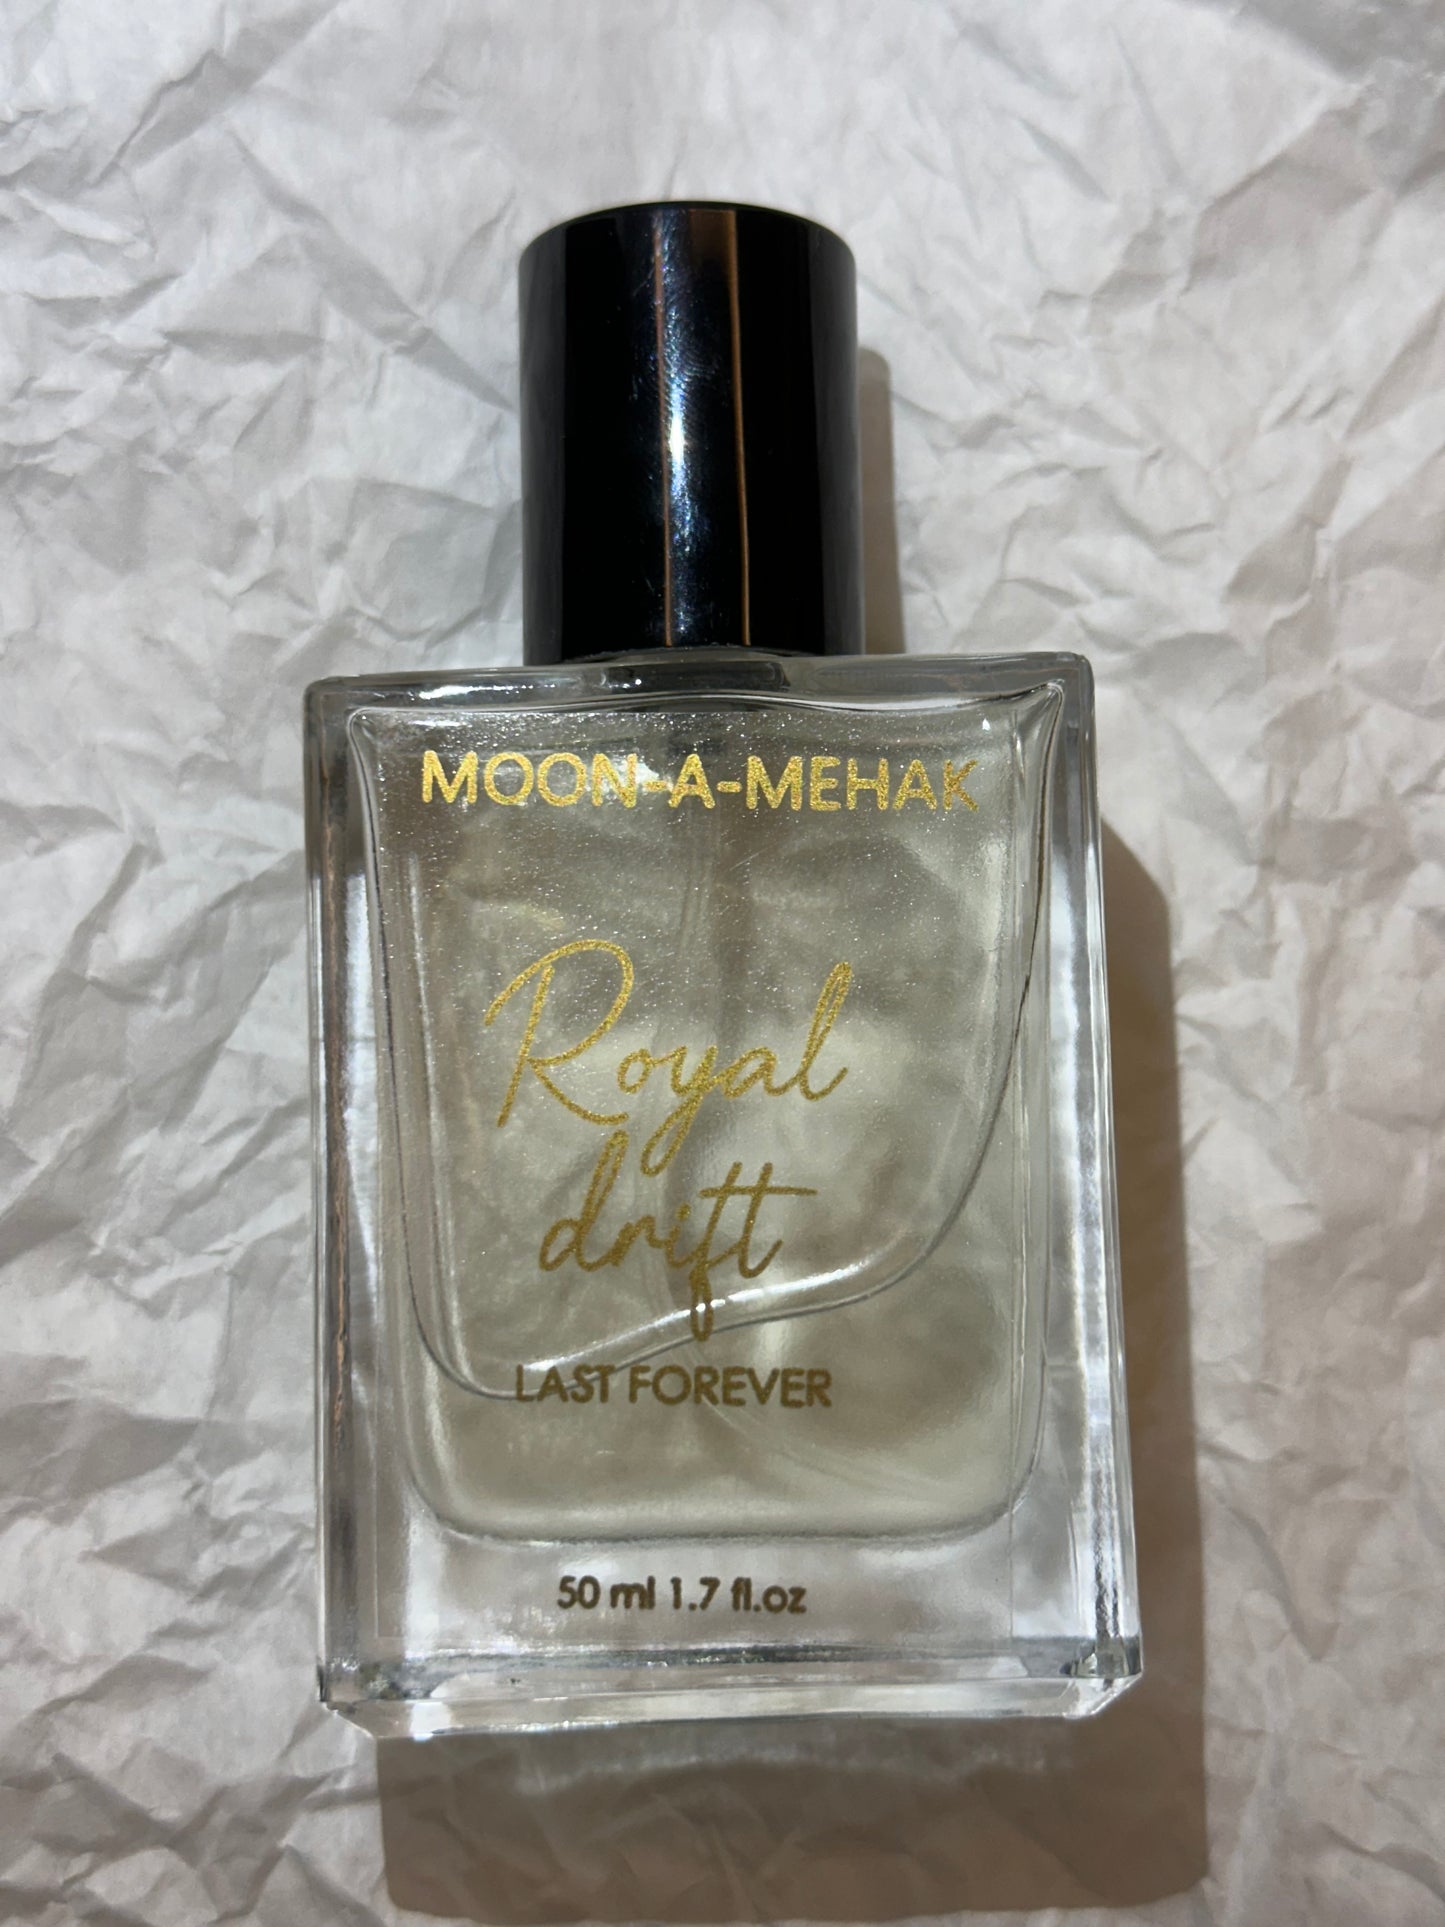 MOON-A-MEHAK
Royal
drift
LAST FOREVER
50 ml 1.7 fl.oz